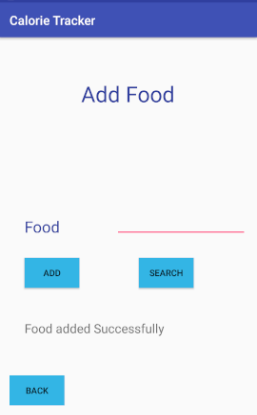 Calorie Tracker
Add Food
Food
ADD SEARCH
Food added Successfully
BACK